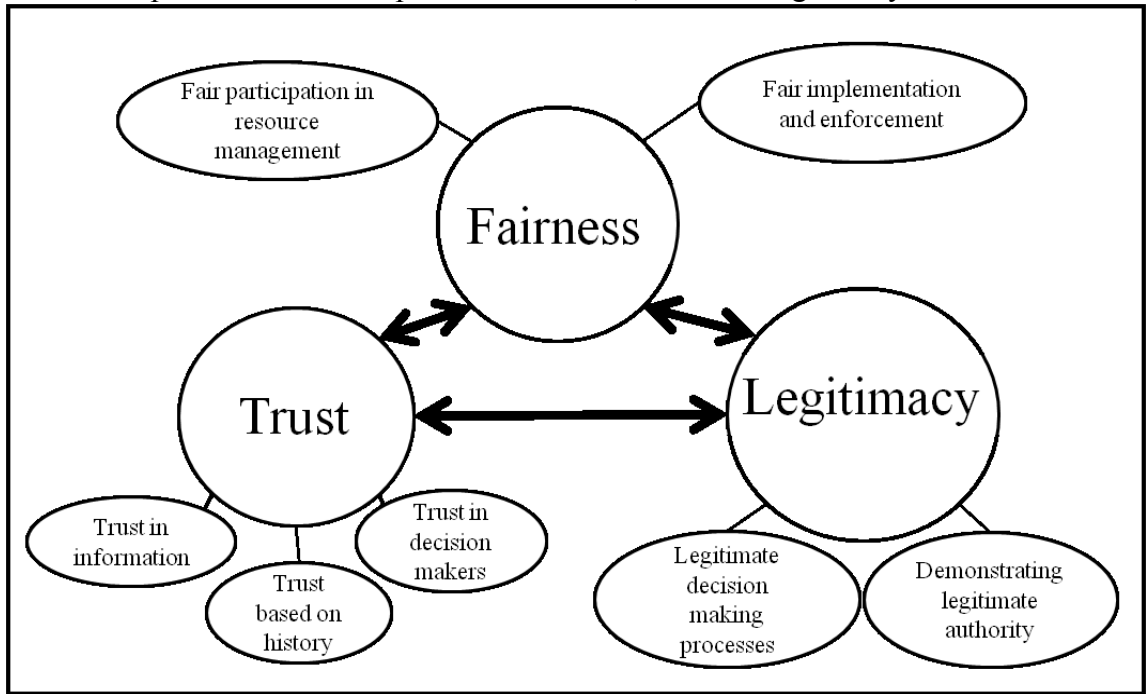 Fair participation in
resource
management
Fair implementation
and enforcement
Fairness
Trust
Legitimacy
Trust in
information
Trust
based on
history
Trust in
decision
makers
Legitimate
decision
making
processes
Demonstrating
legitimate
authority